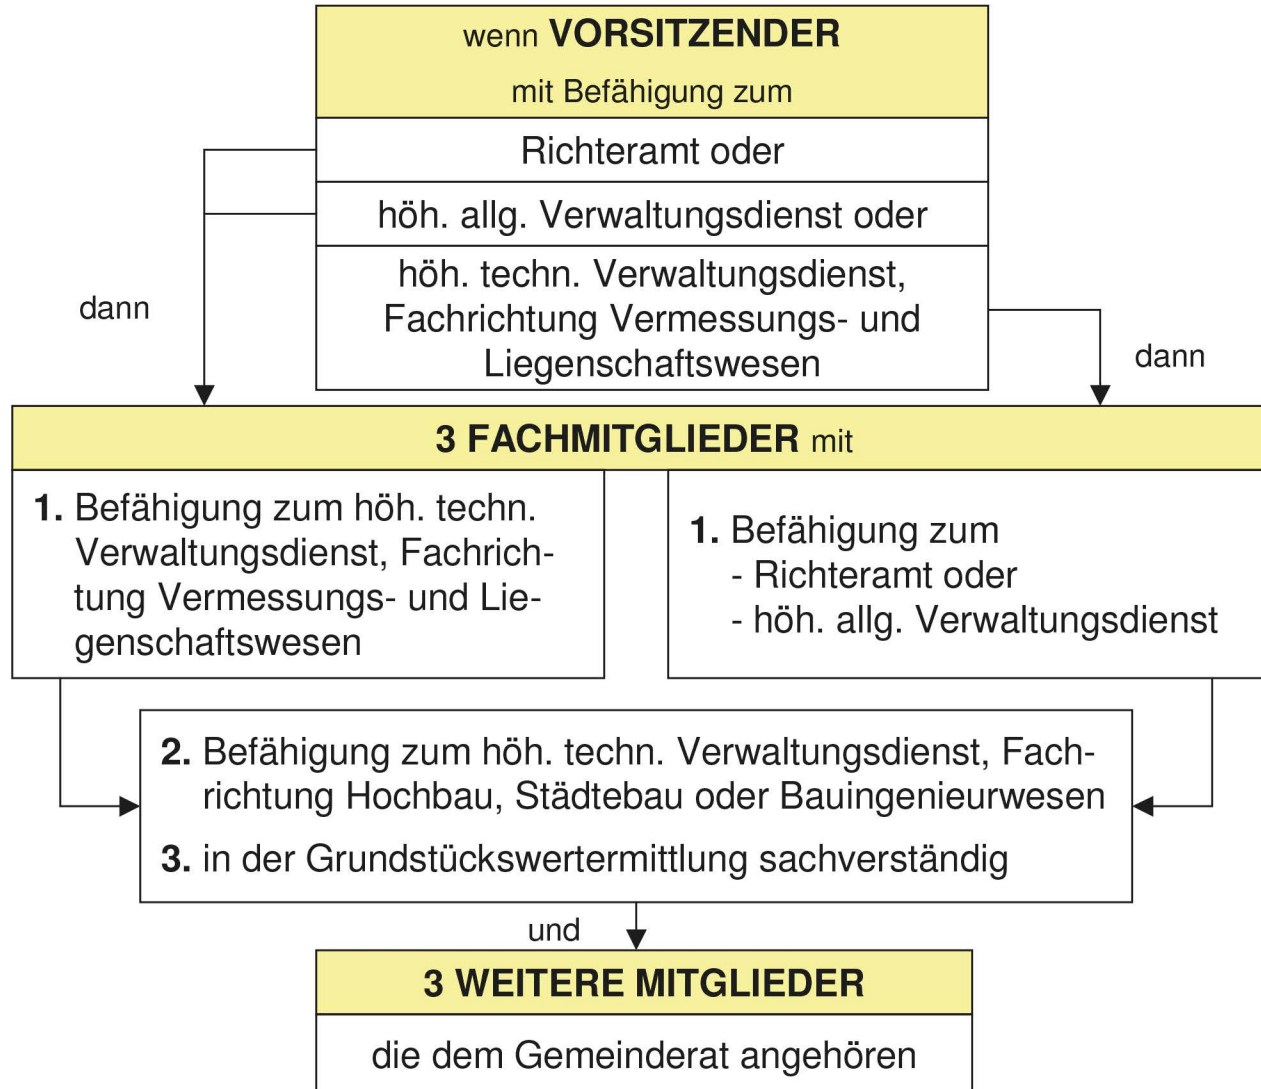 wenn VORSITZENDER
mit Befähigung zum
Richteramt oder
höh. allg. Verwaltungsdienst oder
höh. techn. Verwaltungsdienst,
Fachrichtung Vermessungs- und
Liegenschaftswesen
dann
dann
3 FACHMITGLIEDER mit
1. Befähigung zum höh. techn.
Verwaltungsdienst, Fachrich-
tung Vermessungs- und Lie-
genschaftswesen
1. Befähigung zum
- Richteramt oder
- höh. allg. Verwaltungsdienst
2. Befähigung zum höh. techn. Verwaltungsdienst, Fach-
richtung Hochbau, Städtebau oder Bauingenieurwesen
3. in der Grundstückswertermittlung sachverständig
und
3 WEITERE MITGLIEDER
die dem Gemeinderat angehören